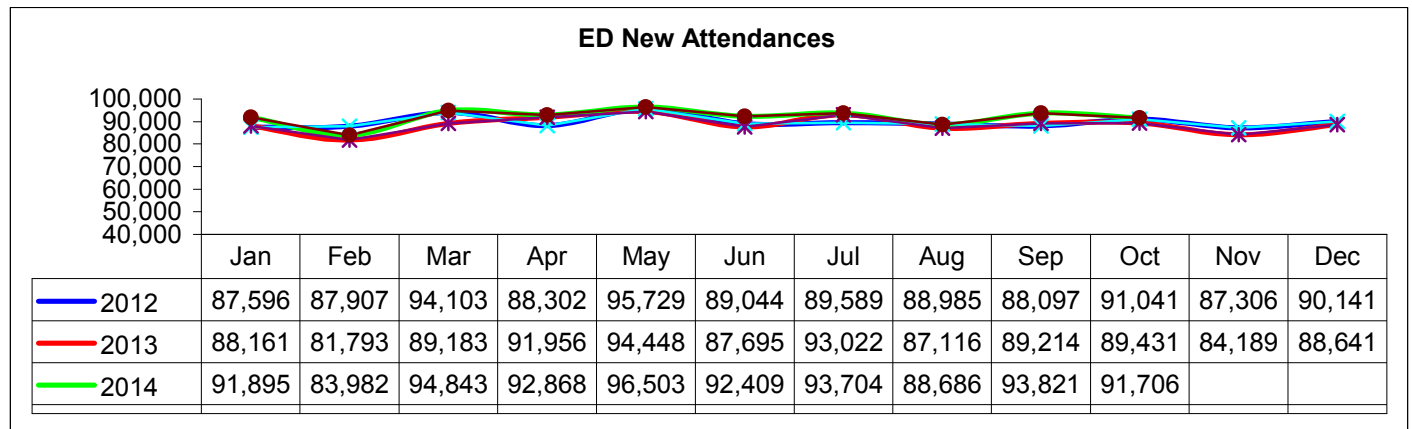 ED New Attendances
100,000
90,000
80,000
70,000
60,000
50,000
40,000
Jan Feb Mar Apr May Jun Jul Aug Sep Oct Nov Dec
2012 87,596 87,907 94,103 88,302 95,729 89,044 89,589 88,985 88,097 91,041 87,306 90,141
2013 88,161 81,793 89,183 91,956 94,448 87,695 93,022 87,116 89,214 89,431 84,189 88,641
2014 91,895 83,982 94,843 92,868 96,503 92,409 93,704 88,686 93,821 91,706